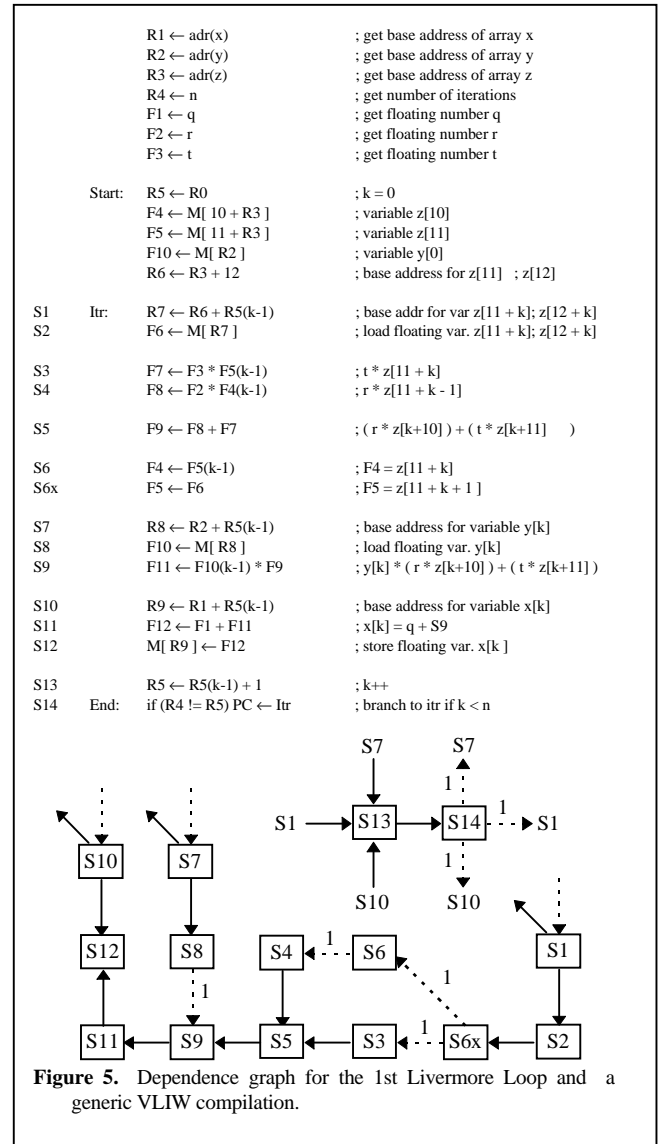 R1 ← adr(x) ; get base address of array x
R2 ← adr(y) ; get base address of array y
R3 ← adr(z) ; get base address of array z
R4 ← n ; get number of iterations
F1 ← q ; get floating number q
F2 ← r ; get floating number r
F3 ← t ; get floating number t
Start: R5 ← R0 ; k = 0
F4 ← M[ 10 + R3 ] ; variable z[10]
F5 ← M[ 11 + R3 ] ; variable z[11]
F10 ← M[ R2 ] ; variable y[0]
R6 ← R3 + 12 ; base address for z[11] ; z[12]
S1 Itr: R7 ← R6 + R5(k-1) ; base addr for var z[11 + k]; z[12 + k]
S2 F6 ← M[ R7 ] ; load floating var. z[11 + k]; z[12 + k]
S3 F7 ← F3 * F5(k-1) ; t * z[11 + k]
S4 F8 ← F2 * F4(k-1) ; r * z[11 + k - 1]
S5 F9 ← F8 + F7 ; ( r * z[k+10] ) + ( t * z[k+11] )
S6 F4 ← F5(k-1) ; F4 = z[11 + k]
S6x F5 ← F6 ; F5 = z[11 + k + 1 ]
S7 R8 ← R2 + R5(k-1) ; base address for variable y[k]
S8 F10 ← M[ R8 ] ; load floating var. y[k]
S9 F11 ← F10(k-1) * F9 ; y[k] * ( r * z[k+10] ) + ( t * z[k+11] )
S10 R9 ← R1 + R5(k-1) ; base address for variable x[k]
S11 F12 ← F1 + F11 ; x[k] = q + S9
S12 M[ R9 ] ← F12 ; store floating var. x[k ]
S13 R5 ← R5(k-1) + 1 ; k++
S14 End: if (R4 != R5) PC ← Itr ; branch to itr if k < n
S7 S7
1
1
S1 S13 S14 S1
1
S10 S7
S10 S10
S12 S8 S4 1 S6 S1
1 1
S11 S9 S5 S3 1 S6x S2
Figure 5. Dependence graph for the 1st Livermore Loop and a
generic VLIW compilation.